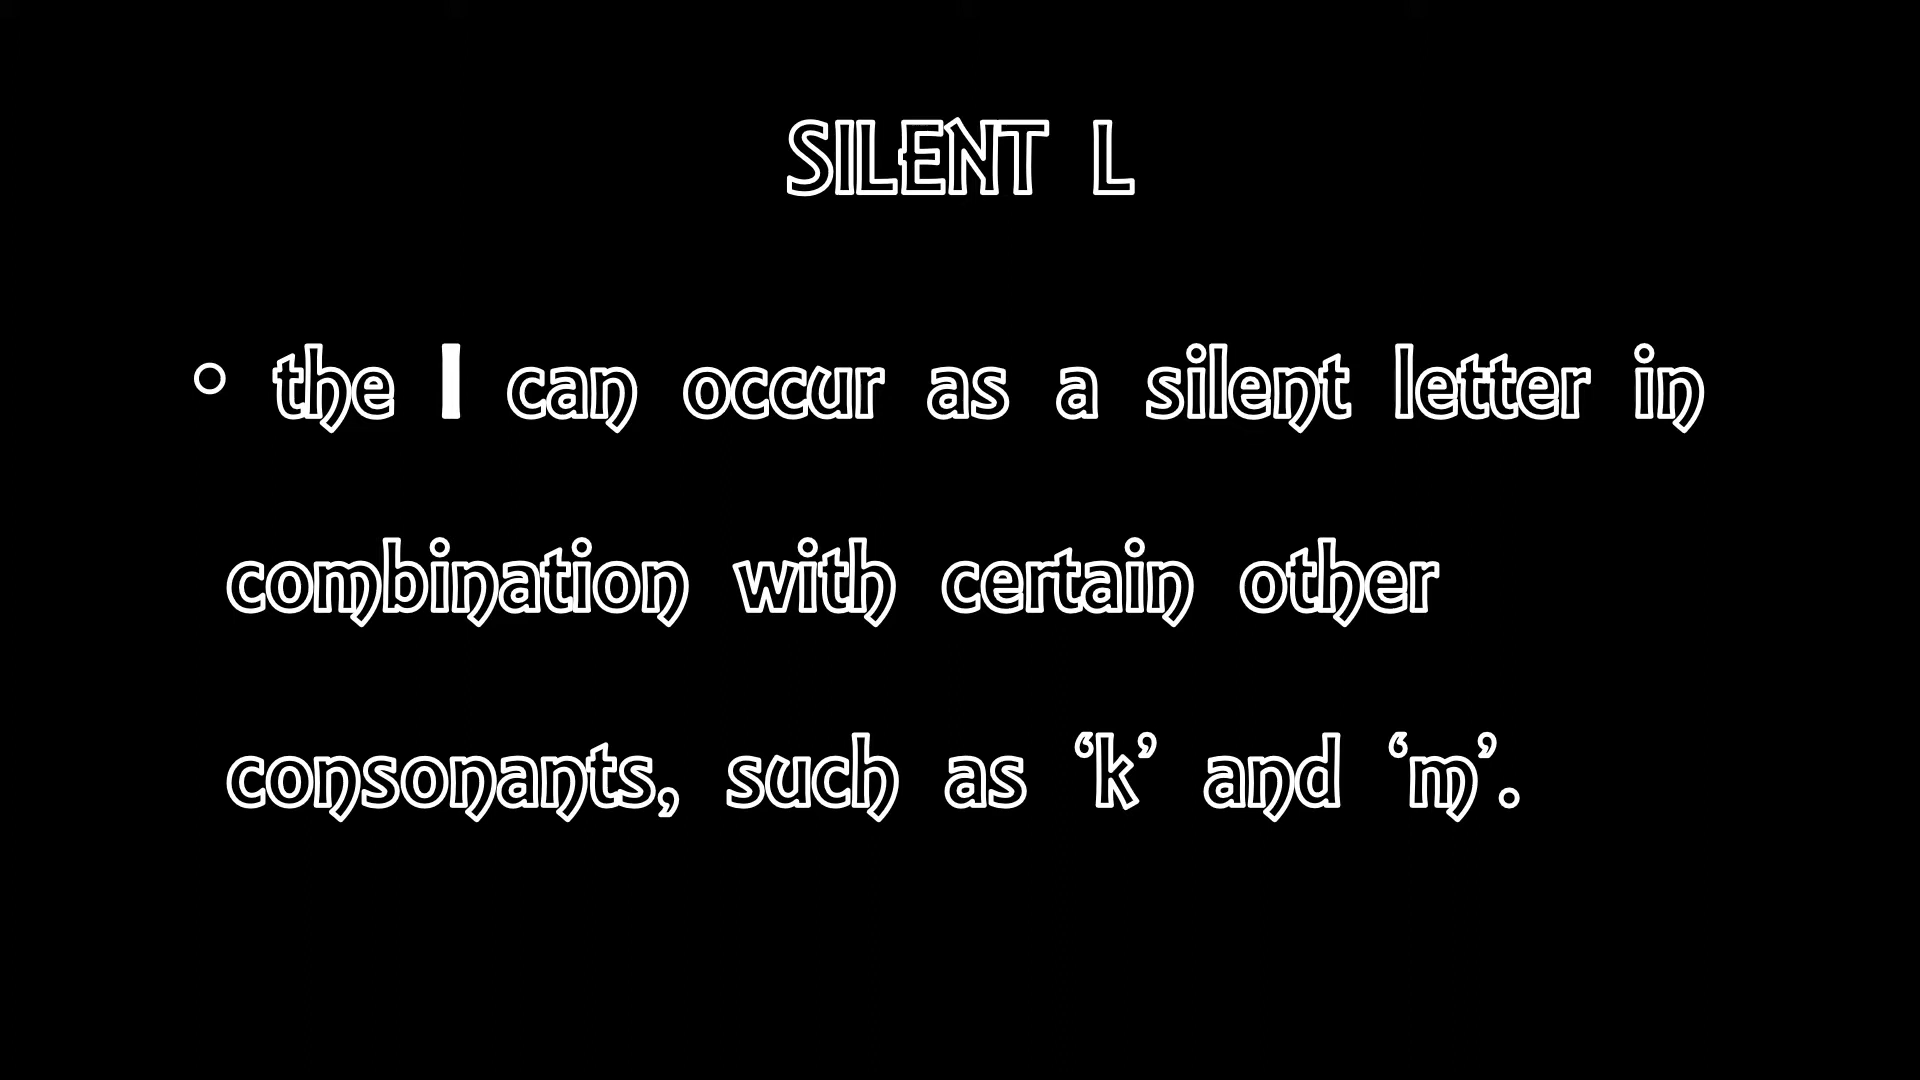 SILENT L
• the l can occur as a silent letter in
combination with certain other
consonants, such as ‘k’ and ‘m’.